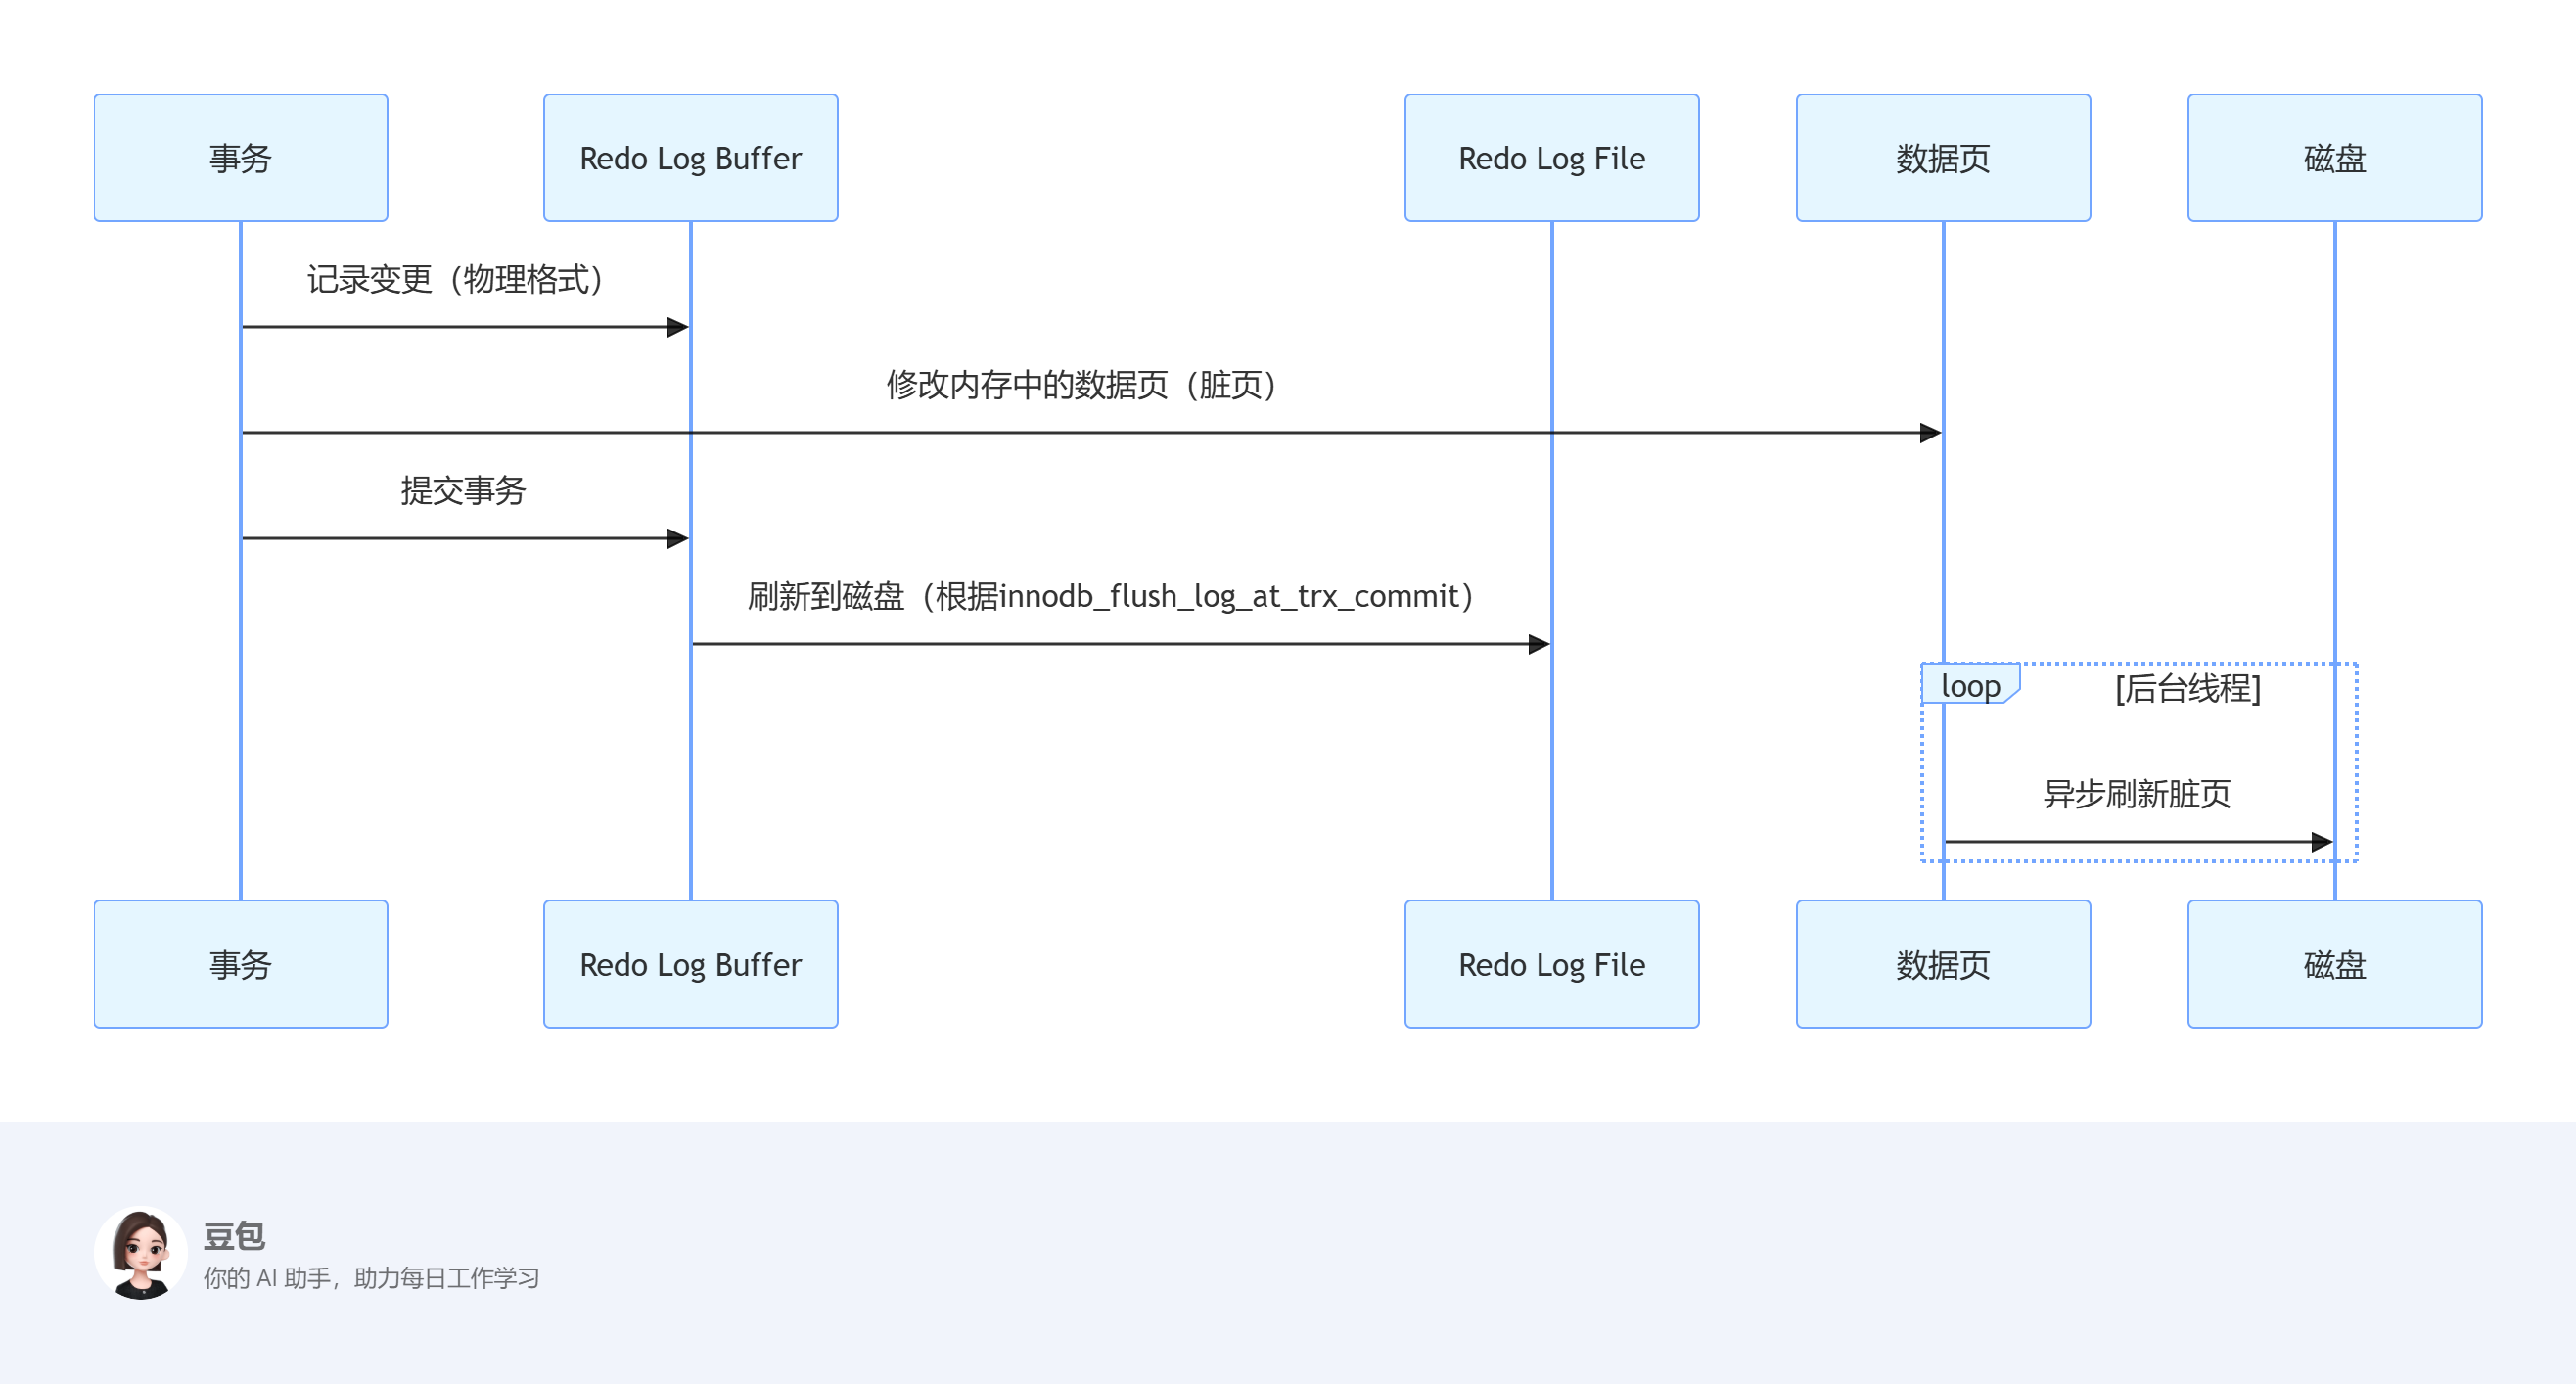 事务
Redo Log Buffer
Redo Log File
数据页
磁盘
记录变更（物理格式）
修改内存中的数据页（脏页）
提交事务
刷新到磁盘（根据innodb_flush_log_at_trx_commit）
loop
[后台线程]
异步刷新脏页
事务
Redo Log Buffer
Redo Log File
数据页
磁盘
豆包
你的 AI 助手，助力每日工作学习